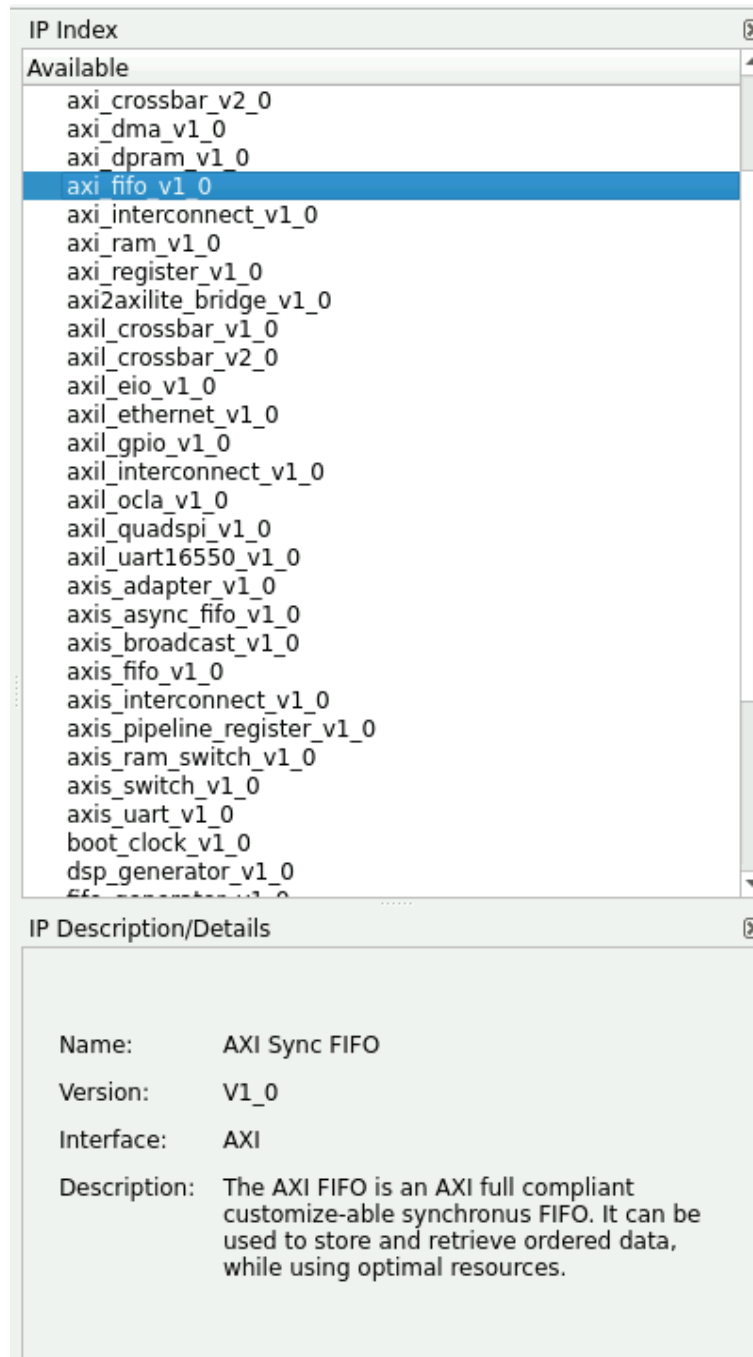 IP Index
Available
axi_crossbar_v2_0
axi_dma_v1_0
axi_dpram_v1_0
axi_fifo_v1_0
axi_interconnect_v1_0
axi_ram_v1_0
axi_register_v1_0
axi2axilite_bridge_v1_0
axil_crossbar_v1_0
axil_crossbar_v2_0
axil_eio_v1_0
axil_ethernet_v1_0
axil_gpio_v1_0
axil_interconnect_v1_0
axil_ocla_v1_0
axil_quadspi_v1_0
axil_uart16550_v1_0
axis_adapter_v1_0
axis_async_fifo_v1_0
axis_broadcast_v1_0
axis_fifo_v1_0
axis_interconnect_v1_0
axis_pipeline_register_v1_0
axis_ram_switch_v1_0
axis_switch_v1_0
axis_uart_v1_0
boot_clock_v1_0
dsp_generator_v1_0
IP Description/Details
Name: AXI Sync FIFO
Version: V1_0
Interface: AXI
Description: The AXI FIFO is an AXI full compliant
customize-able synchronus FIFO. It can be
used to store and retrieve ordered data,
while using optimal resources.